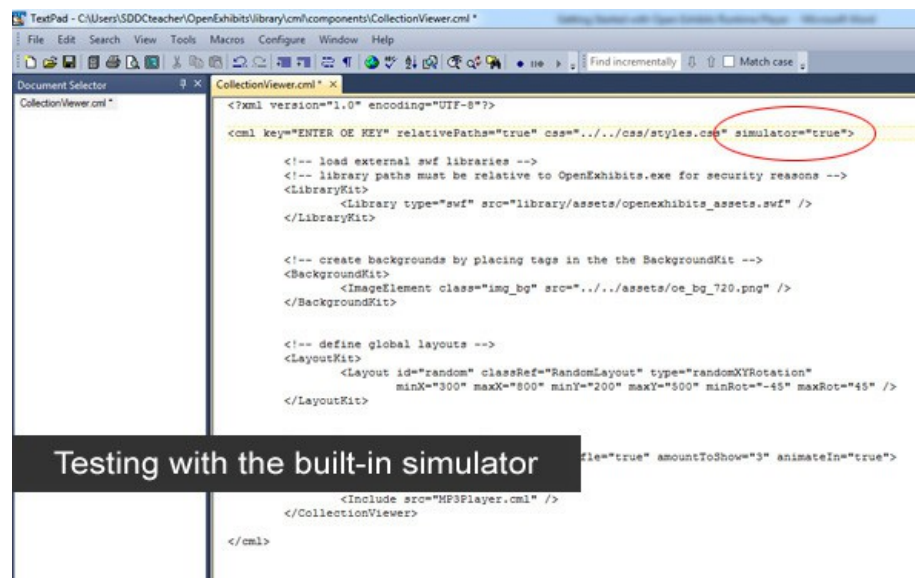 TextPad - C:\Users\SDDCteacher\OpenExhibits\library\cml\components\CollectionViewer.cml *
File Edit Search View Tools Macros Configure Window Help
Find incrementally Match case
Document Selector
CollectionViewer.cml *
CollectionViewer.cml *
<?xml version="1.0" encoding="UTF-8"?>
<cml key="ENTER OE KEY" relativePaths="true" css="../../css/styles.css" simulator="true">
<!-- load external swf libraries -->
<!-- library paths must be relative to OpenExhibits.exe for security reasons -->
<LibraryKit>
<Library type="swf" src="library/assets/openexhibits_assets.swf" />
</LibraryKit>
<!-- create backgrounds by placing tags in the the BackgroundKit -->
<BackgroundKit>
<ImageElement class="img_bg" src="../../assets/oe_bg_720.png" />
</BackgroundKit>
<!-- define global layouts -->
<LayoutKit>
<Layout id="random" classRef="RandomLayout" type="randomXYRotation"
minX="300" maxX="800" minY="200" maxY="500" minRot="-45" maxRot="45" />
</LayoutKit>
Testing with the built-in simulator
fle="true" amountToShow="3" animateIn="true">
<Include src="MP3Player.cml" />
</CollectionViewer>
</cml>